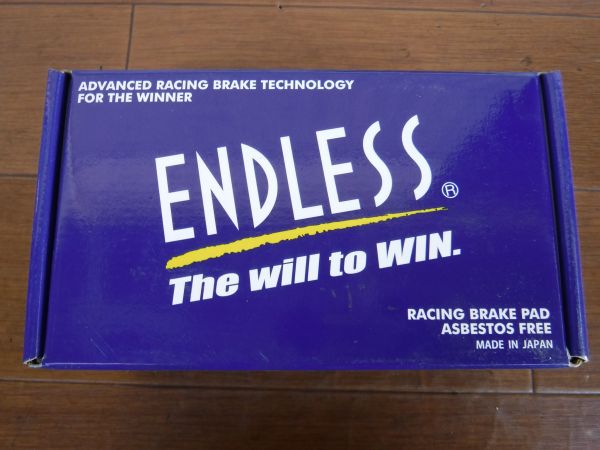 ADVANCED RACING BRAKE TECHNOLOGY
FOR THE WINNER
ENDLESS®
The will to WIN.
RACING BRAKE PAD
ASBESTOS FREE
MADE IN JAPAN